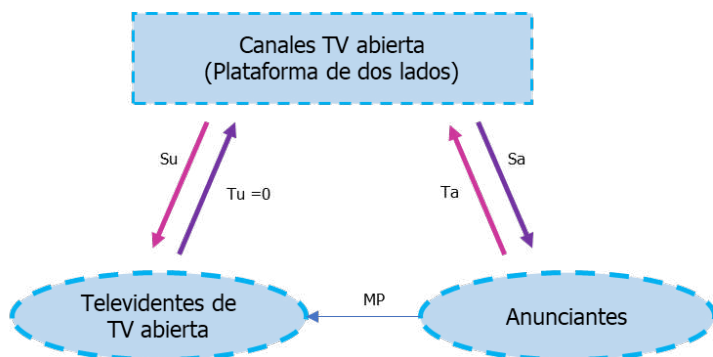 Canales TV abierta
(Plataforma de dos lados)
Su
Tu =0
Ta
Sa
Televidentes de
TV abierta
MP
Anunciantes